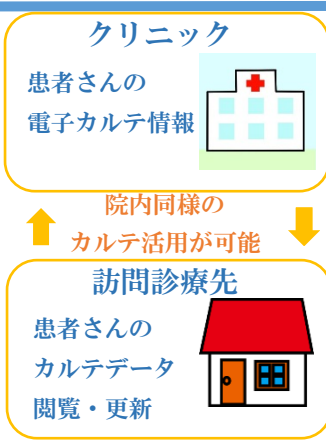 クリニック
患者さんの
電子カルテ情報
院内同様の
カルテ活用が可能
訪問診療先
患者さんの
カルテデータ
閲覧・更新